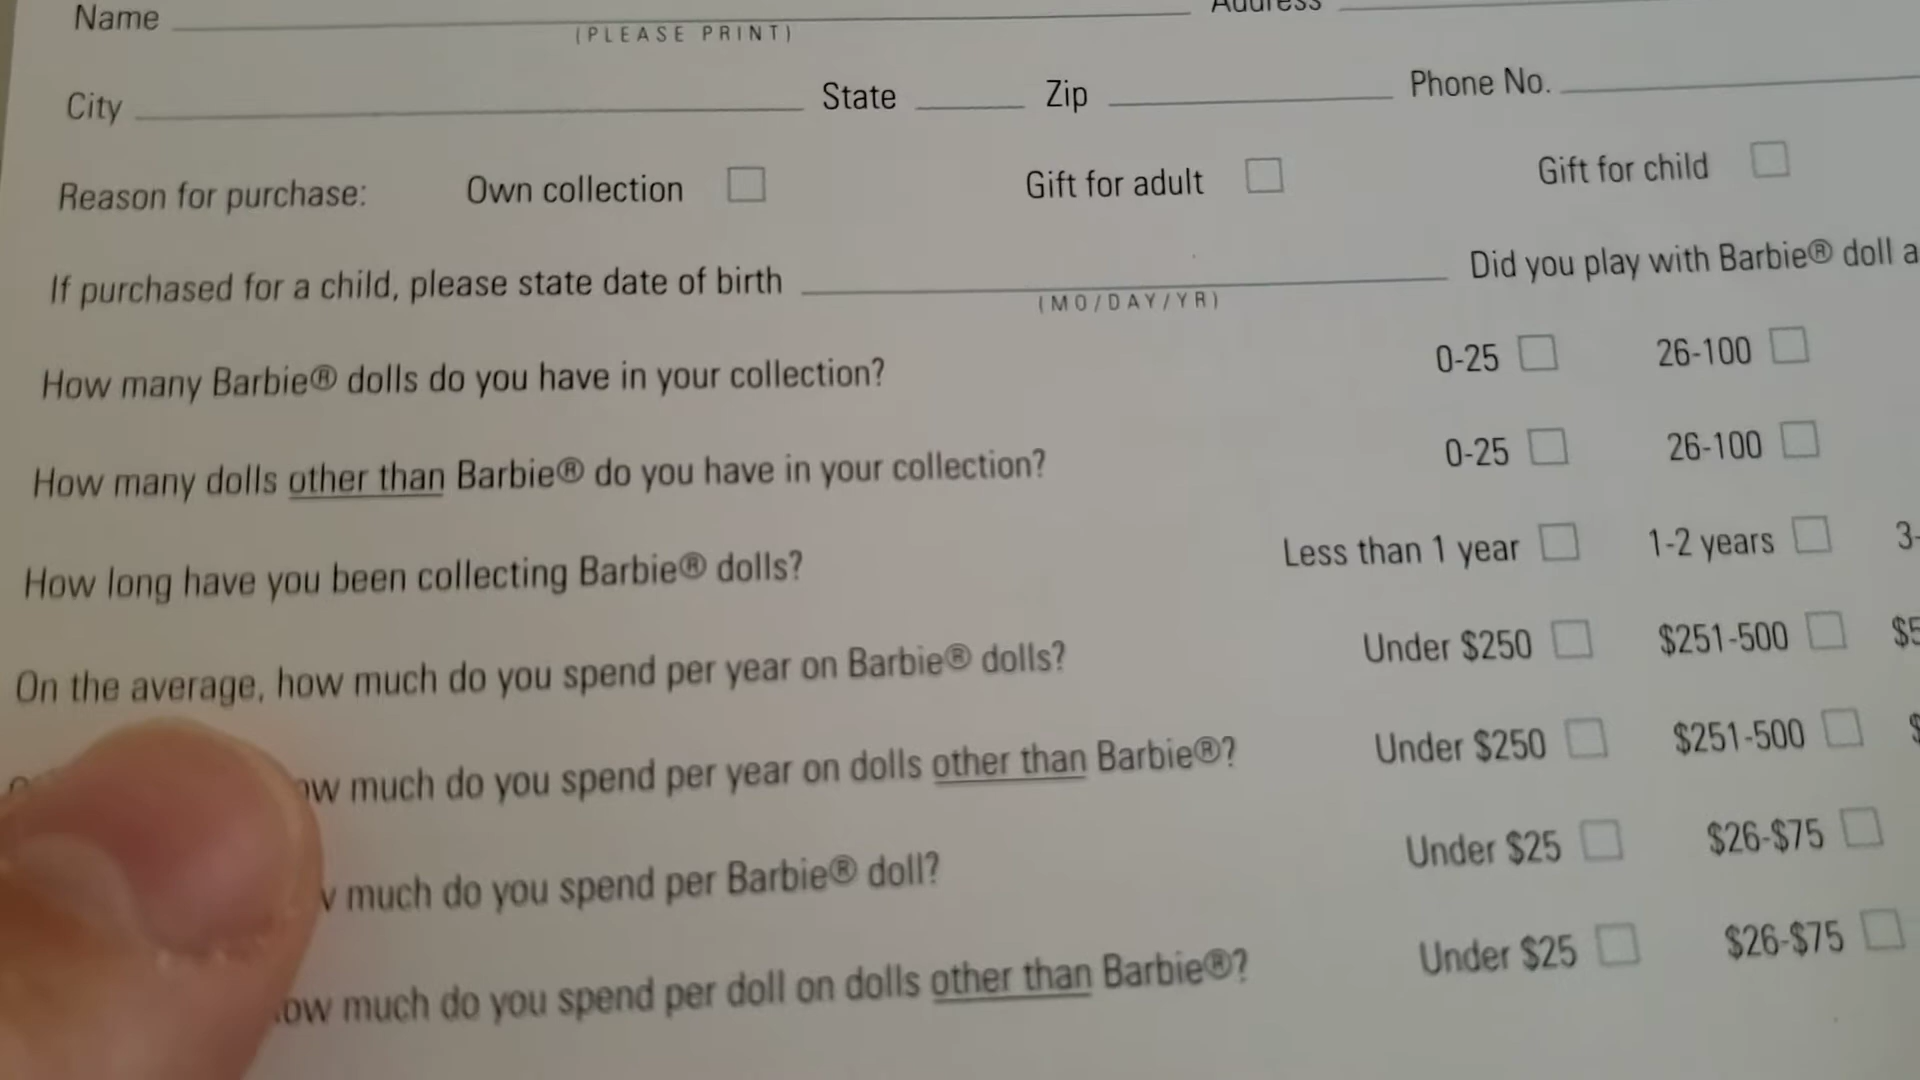 Name Address
(PLEASE PRINT)
City State Zip Phone No.
Reason for purchase: Own collection Gift for adult Gift for child
If purchased for a child, please state date of birth Did you play with Barbie® doll a
(MO/DAY/YR)
How many Barbie® dolls do you have in your collection? 0-25 26-100
How many dolls other than Barbie® do you have in your collection? 0-25 26-100
How long have you been collecting Barbie® dolls? Less than 1 year 1-2 years 3-
On the average, how much do you spend per year on Barbie® dolls? Under $250 $251-500 $5
ow much do you spend per year on dolls other than Barbie®? Under $250 $251-500 $
much do you spend per Barbie® doll? Under $25 $26-$75
ow much do you spend per doll on dolls other than Barbie®? Under $25 $26-$75